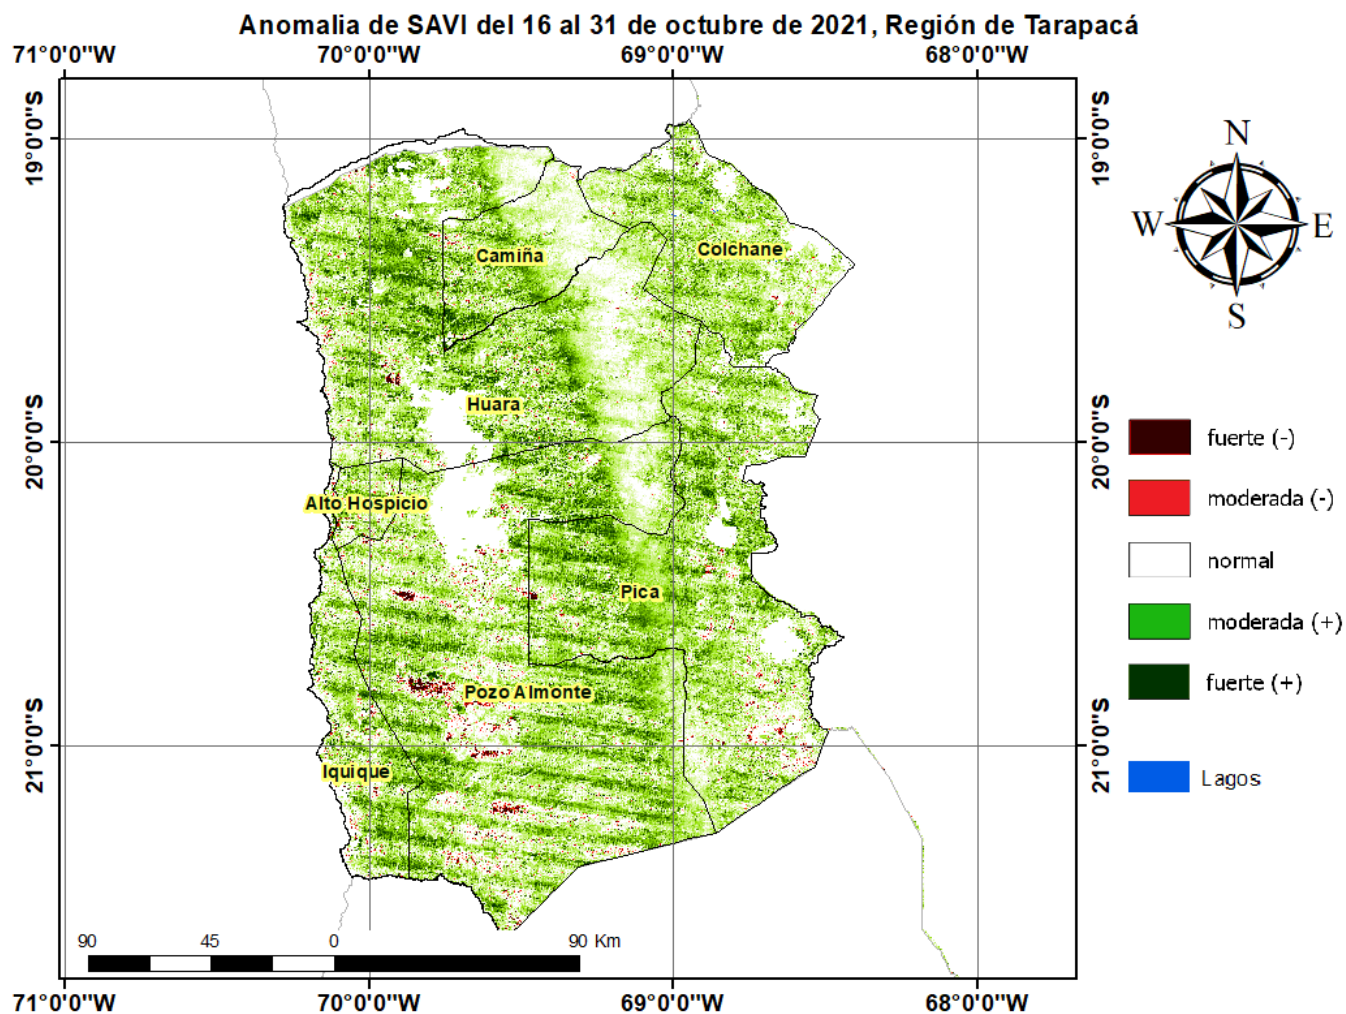 Anomalia de SAVI del 16 al 31 de octubre de 2021, Región de Tarapacá
71°0'0"W 70°0'0"W 69°0'0"W 68°0'0"W
19°0'0"S 19°0'0"S
N
W E
S
Camiña
Colchane
Huara
20°0'0"S 20°0'0"S
fuerte (-)
moderada (-)
normal
moderada (+)
fuerte (+)
Lagos
Alto Hospicio
Pica
Pozo Almonte
21°0'0"S 21°0'0"S
Iquique
90 45 0 90 Km
71°0'0"W 70°0'0"W 69°0'0"W 68°0'0"W